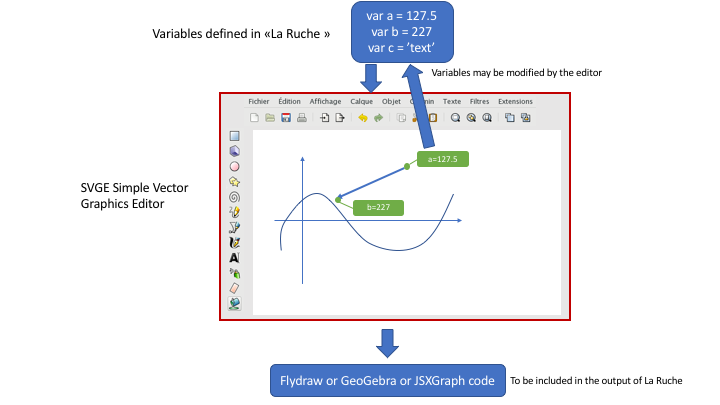 var a = 127.5
Variables defined in «La Ruche »
var b = 227
var c = ’text’
Variables may be modified by the editor
Fichier Édition Affichage Calque Objet Texte Filtres Extensions
a=127.5
SVGE Simple Vector
Graphics Editor
b=227
Flydraw or GeoGebra or JSXGraph code
To be included in the output of La Ruche